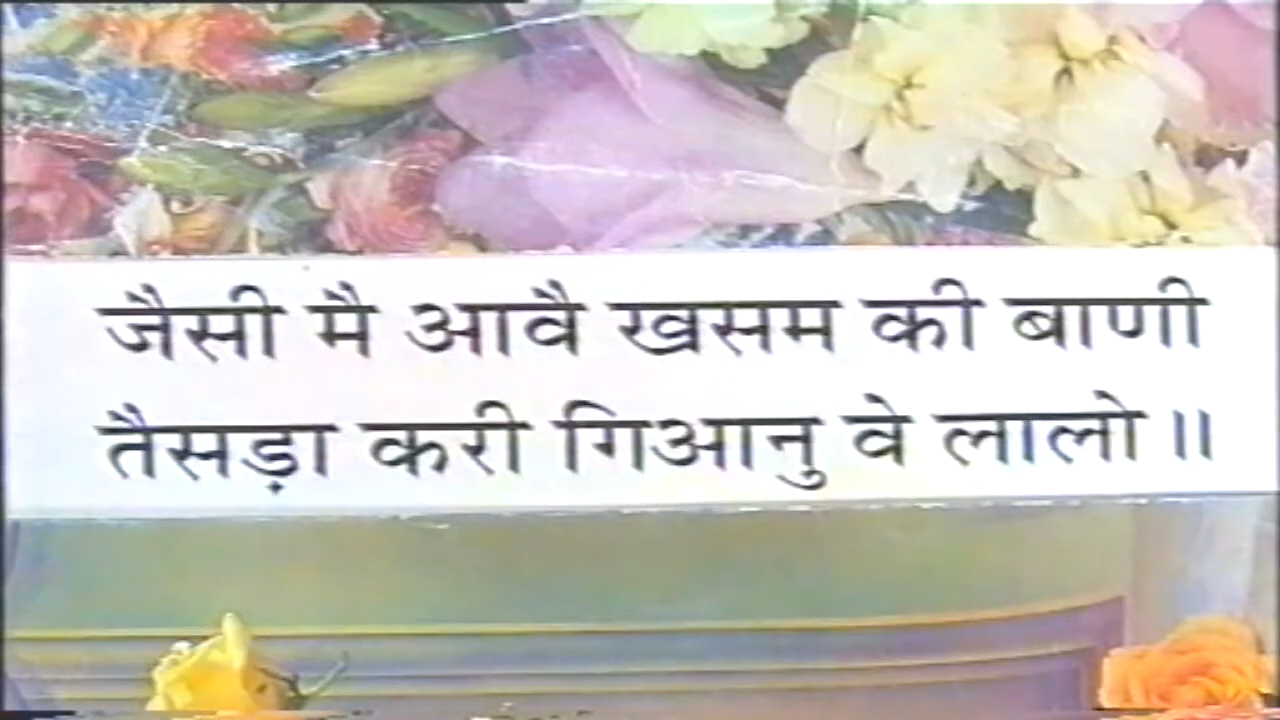 जैसी मै आवै खसम की बाणी
तैसड़ा करी गिआनु वे लालो॥